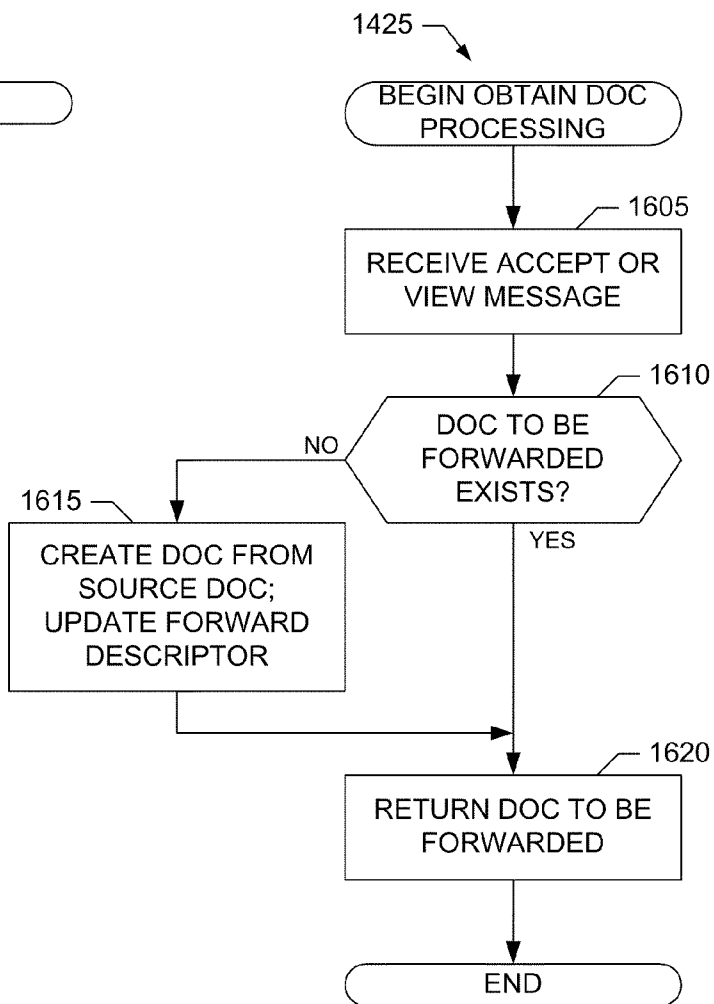 1425
BEGIN OBTAIN DOC
PROCESSING
1605
RECEIVE ACCEPT OR
VIEW MESSAGE
1610
DOC TO BE
FORWARDED
EXISTS?
NO
YES
1615
CREATE DOC FROM
SOURCE DOC;
UPDATE FORWARD
DESCRIPTOR
1620
RETURN DOC TO BE
FORWARDED
END